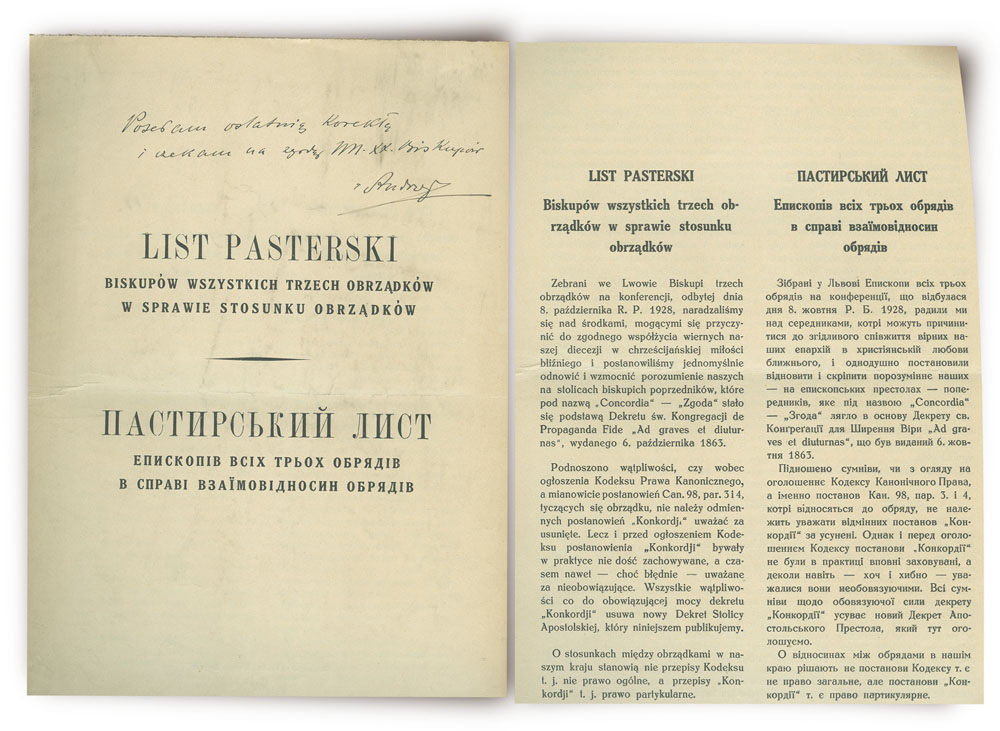 Posełam ostatnią korektę
i czekam na zgodę NN. XX. Biskupów
† Andrzej
LIST PASTERSKI
BISKUPÓW WSZYSTKICH TRZECH OBRZĄDKÓW
W SPRAWIE STOSUNKU OBRZĄDKÓW
ПАСТИРСЬКИЙ ЛИСТ
ЕПИСКОПІВ ВСІХ ТРЬОХ ОБРЯДІВ
В СПРАВІ ВЗАЇМОВІДНОСИН ОБРЯДІВ
LIST PASTERSKI
Biskupów wszystkich trzech ob-
rządków w sprawie stosunku
obrządków
Zebrani we Lwowie Biskupi trzech
obrządków na konferencji, odbytej dnia
8. października R. P. 1928, naradzaliśmy
się nad środkami, mogącymi się przyczy-
nić do zgodnego współżycia wiernych na-
szej diecezji w chrześcijańskiej miłości
bliźniego i postanowiliśmy jednomyślnie
odnowić i wzmocnić porozumienie naszych
na stolicach biskupich poprzedników, które
pod nazwą „Concordia" — „Zgoda" stało
się podstawą Dekretu św. Kongregacji de
Propaganda Fide „Ad graves et diutur-
nas", wydanego 6. października 1863.
Podnoszono wątpliwości, czy wobec
ogłoszenia Kodeksu Prawa Kanonicznego,
a mianowicie postanowień Can. 98, par. 3 i 4,
tyczących się obrządku, nie należy odmien-
nych postanowień „Konkordji" uważać za
usunięte. Lecz i przed ogłoszeniem Kode-
ksu postanowienia „Konkordji" bywały
w praktyce nie dość zachowywane, a cza-
sem nawet — choć błędnie — uważane
za nieobowiązujące. Wszystkie wątpliwo-
ści co do obowiązującej mocy dekretu
„Konkordji" usuwa nowy Dekret Stolicy
Apostolskiej, który niniejszem publikujemy.
O stosunkach między obrządkami w na-
szym kraju stanowią nie przepisy Kodeksu
t. j. nie prawo ogólne, a przepisy „Kon-
kordji" t. j. prawo partykularne.
ПАСТИРСЬКИЙ ЛИСТ
Епископів всіх трьох обрядів
в справі взаїмовідносин
обрядів
Зібрані у Львові Епископи всіх трьох
обрядів на конференції, що відбулася
дня 8. жовтня Р. Б. 1928, радили ми
над середниками, котрі можуть причини-
тися до згідливого співжиття вірних на-
ших епархій в христіянській любови
ближнього, і однодушно постановили
відновити і скріпити порозуміннє наших
— на епископських престолах — попе-
редників, яке під назвою „Concordia"
— „Згода" лягло в основу Декрету св.
Конґреґації для Ширення Віри „Ad gra-
ves et diuturnas", що був виданий 6. жов-
тня 1863.
Підношено сумніви, чи з огляду на
оголошеннє Кодексу Канонічного Права,
а іменно постанов Кан. 98, пар. 3. і 4,
котрі відносяться до обряду, не нале-
жить уважати відмінних постанов „Кон-
кордії" за усунені. Однак і перед оголо-
шением Кодексу постанови „Конкордії"
не були в практиці вповні заховувані, а
деколи навіть — хоч і хибно — ува-
жалися вони необовязуючими. Всі сум-
ніви щодо обовязуючої сили декрету
„Конкордії" усуває новий Декрет Апо-
стольського Престола, який тут ого-
лошуємо.
О відносинах між обрядами в нашім
краю рішають не постанови Кодексу т. є
не право загальне, але постанови „Кон-
кордії" т. є право партикулярне.